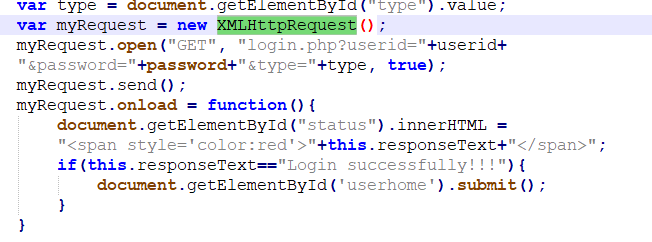 var type = document.getElementById("type").value;
var myRequest = new XMLHttpRequest();
myRequest.open("GET", "login.php?userid="+userid+
"&password="+password+"&type="+type, true);
myRequest.send();
myRequest.onload = function(){
document.getElementById("status").innerHTML =
"<span style='color:red'>"+this.responseText+"</span>";
if(this.responseText=="Login successfully!!!"){
document.getElementById('userhome').submit();
}
}